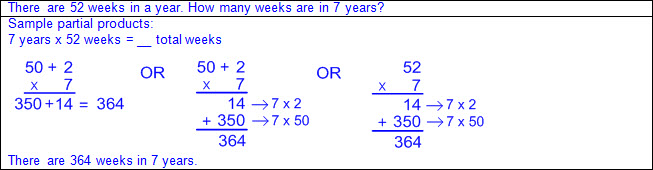 There are 52 weeks in a year. How many weeks are in 7 years?
Sample partial products:
7 years x 52 weeks = __ total weeks
50 + 2 OR 50 + 2 OR 52
x 7 x 7 x 7
350 + 14 = 364 14 → 7 x 2 14 → 7 x 2
+ 350 → 7 x 50 + 350 → 7 x 50
364 364
There are 364 weeks in 7 years.